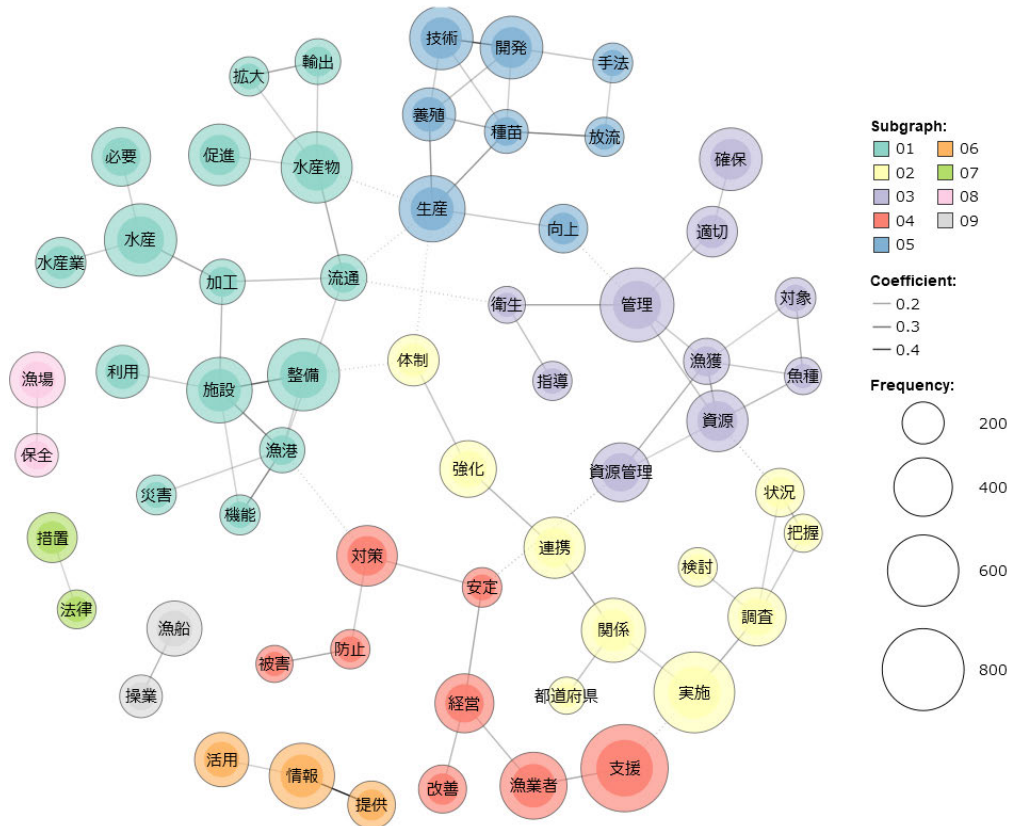 技術
開発
輸出
手法
拡大
養殖
種苗
放流
必要
促進
水産物
確保
生産
適切
向上
水産
水産業
加工
流通
衛生
管理
対象
体制
漁獲
指導
魚種
漁場
利用
施設
整備
資源
漁港
保全
強化
資源管理
状況
災害
機能
把握
措置
対策
連携
検討
安定
法律
調査
漁船
関係
防止
被害
操業
都道府県
実施
経営
活用
情報
支援
改善
漁業者
提供
Subgraph:
01 06
02 07
03 08
04 09
05
Coefficient:
0.2
0.3
0.4
Frequency:
200
400
600
800